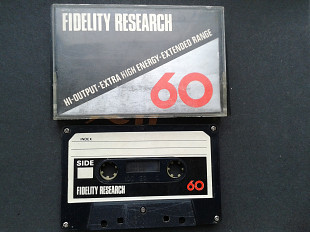 FIDELITY RESEARCH
HI-OUTPUT-EXTRA HIGH ENERGY-EXTENDED RANGE
60
SIDE
FIDELITY RESEARCH
60